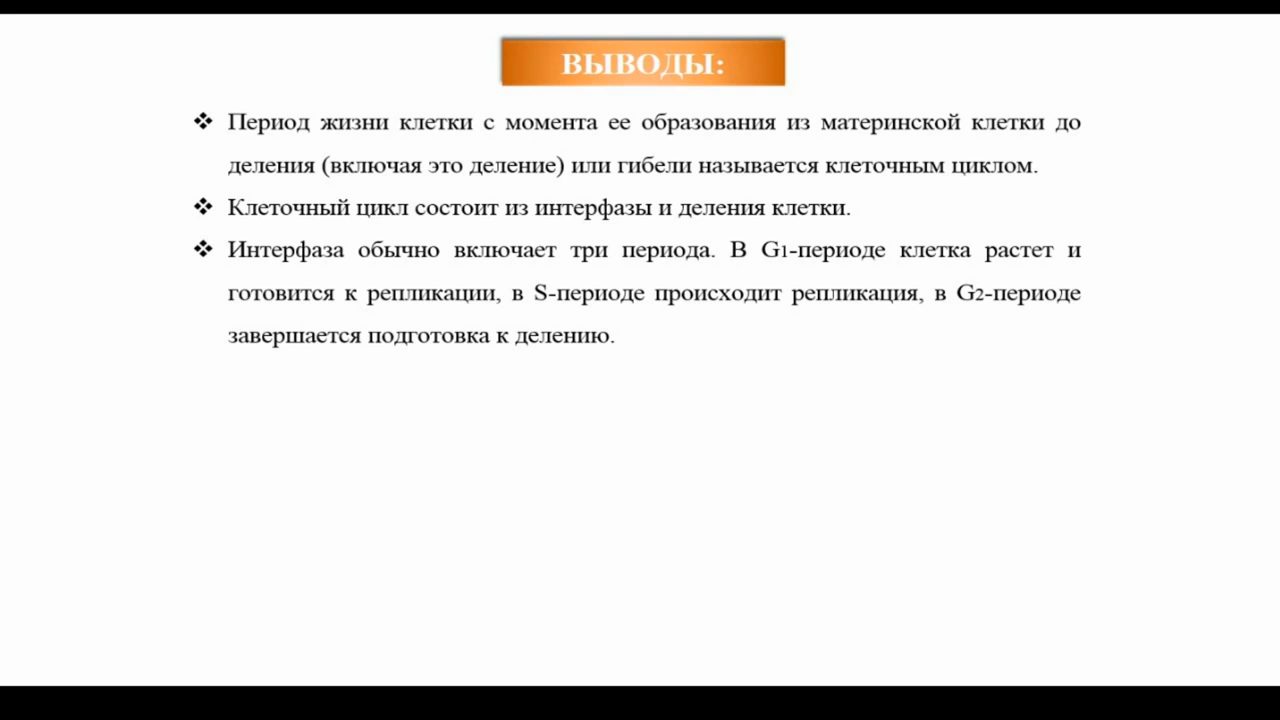 ВЫВОДЫ:
❖ Период жизни клетки с момента ее образования из материнской клетки до
деления (включая это деление) или гибели называется клеточным циклом.
❖ Клеточный цикл состоит из интерфазы и деления клетки.
❖ Интерфаза обычно включает три периода. В G1-периоде клетка растет и
готовится к репликации, в S-периоде происходит репликация, в G2-периоде
завершается подготовка к делению.